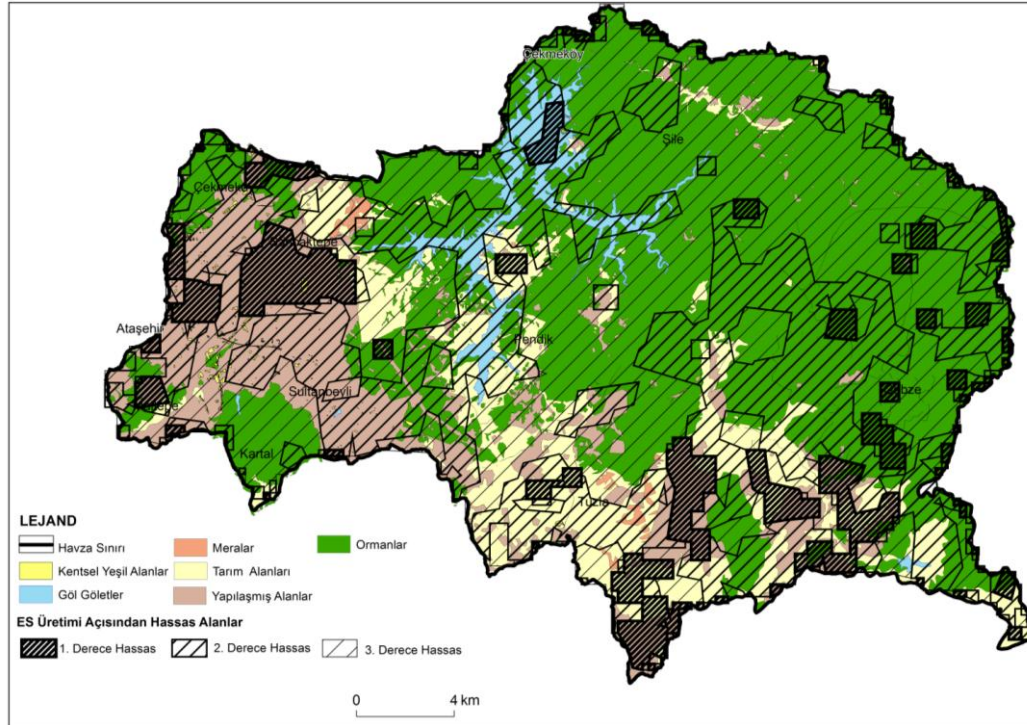 Çekmeköy
Şile
Çekmeköy
Ataşehir
Pendik
Sultanbeyli
Kartal
Tuzla
LEJAND
Havza Sınırı
Meralar
Ormanlar
Kentsel Yeşil Alanlar
Tarım Alanları
Göl Göletler
Yapılaşmış Alanlar
ES Üretimi Açısından Hassas Alanlar
1. Derece Hassas
2. Derece Hassas
3. Derece Hassas
0
4 km